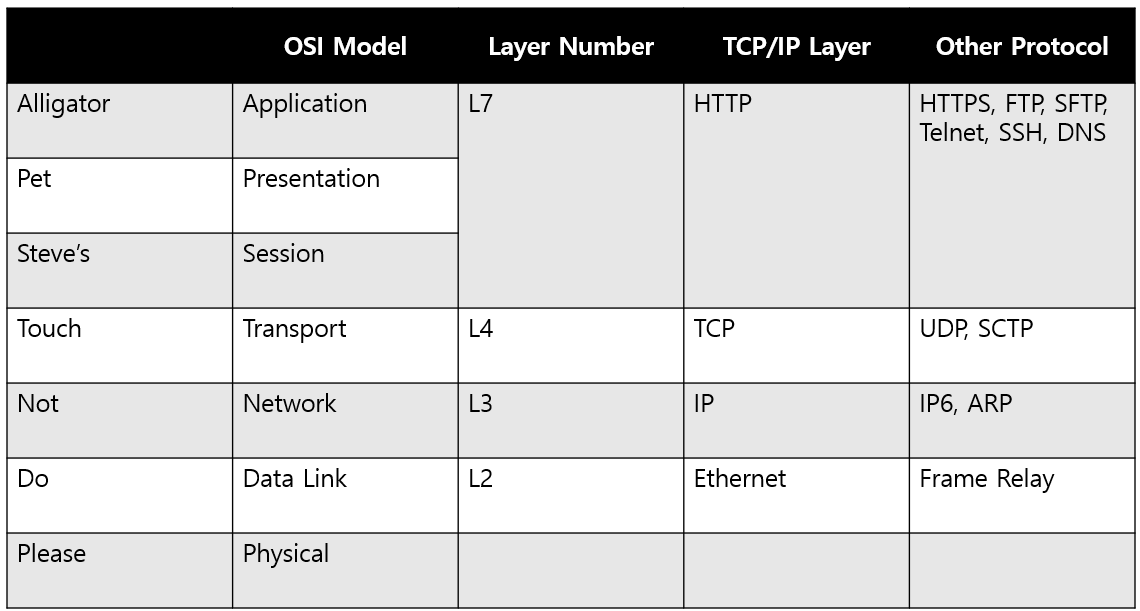 OSI Model Layer Number TCP/IP Layer Other Protocol
Alligator Application L7 HTTP HTTPS, FTP, SFTP,
Telnet, SSH, DNS
Pet Presentation
Steve’s Session
Touch Transport L4 TCP UDP, SCTP
Not Network L3 IP IP6, ARP
Do Data Link L2 Ethernet Frame Relay
Please Physical